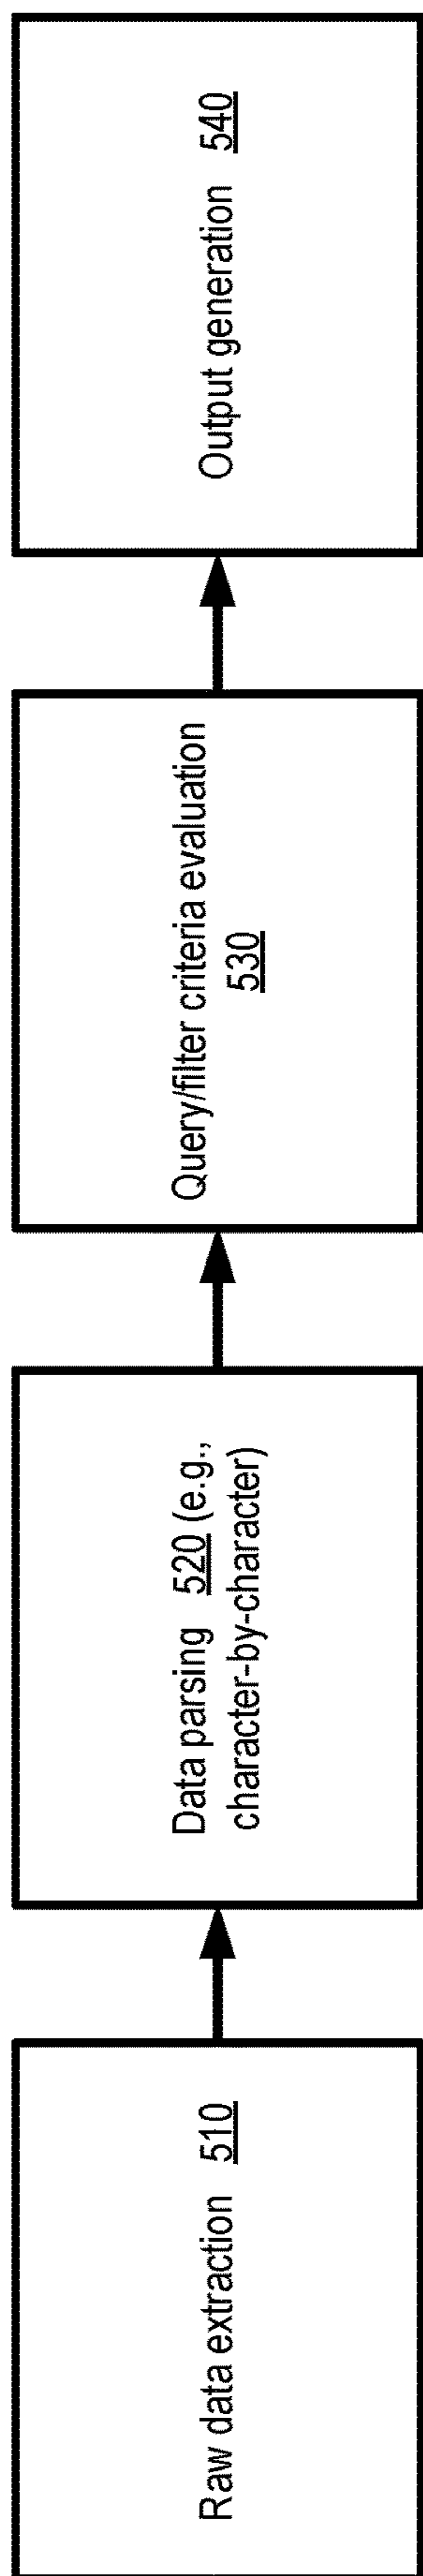 Raw data extraction 510
Data parsing 520 (e.g.,
character-by-character)
Query/filter criteria evaluation
530
Output generation 540